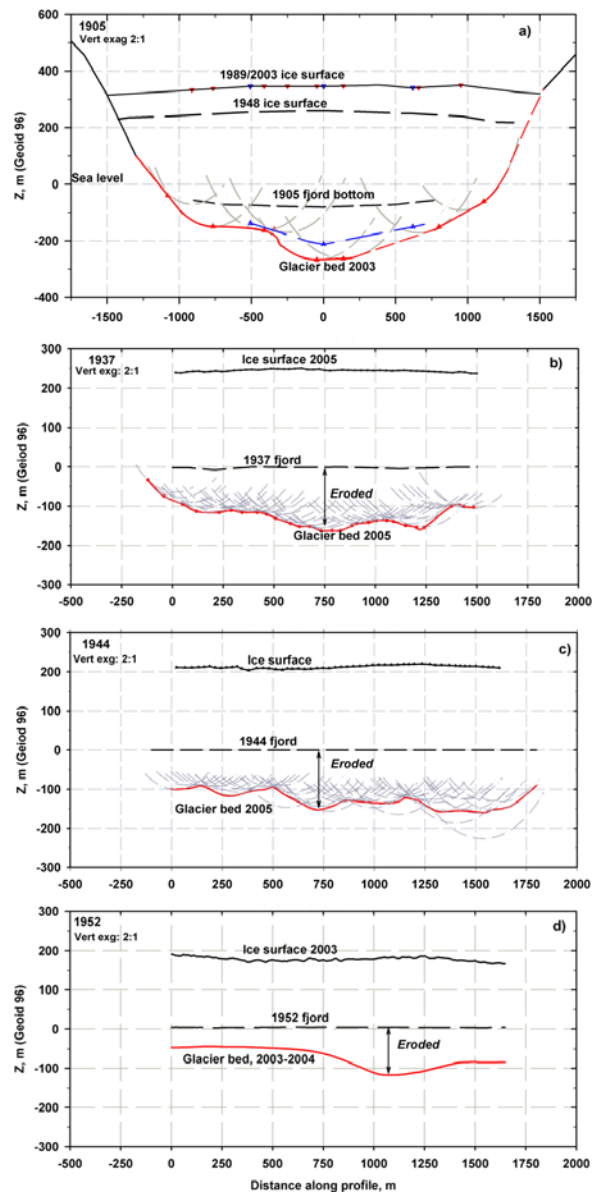 1905
Vert exag 2:1
a)
600
400
200
0
-200
-400
Z, m (Geoid 96)
1989/2003 ice surface
1948 ice surface
Sea level
1905 fjord bottom
Glacier bed 2003
-1500 -1000 -500 0 500 1000 1500
1937
Vert exg: 2:1
b)
300
200
100
0
-100
-200
-300
Z, m (Geiod 96)
Ice surface 2005
1937 fjord
Eroded
Glacier bed 2005
-500 -250 0 250 500 750 1000 1250 1500 1750 2000
1944
Vert exg: 2:1
c)
300
200
100
0
-100
-200
-300
Z, m (Geiod 96)
Ice surface
1944 fjord
Eroded
Glacier bed 2005
-500 -250 0 250 500 750 1000 1250 1500 1750 2000
1952
Vert exg: 2:1
d)
300
200
100
0
-100
-200
-300
Z, m (Geoid 96)
Ice surface 2003
1952 fjord
Eroded
Glacier bed, 2003-2004
-500 -250 0 250 500 750 1000 1250 1500 1750 2000
Distance along profile, m